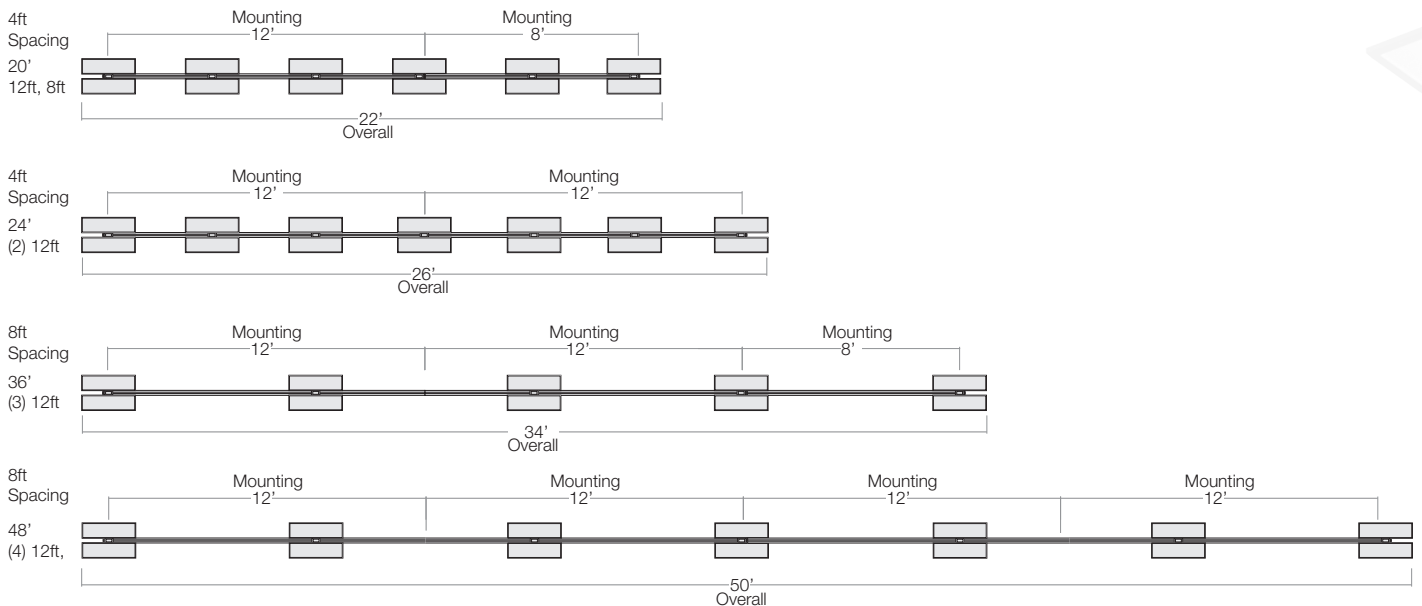 4ft
Spacing
20’
12ft, 8ft
Mounting
12’
Mounting
8’
22’
Overall
4ft
Spacing
24’
(2) 12ft
Mounting
12’
Mounting
12’
26’
Overall
8ft
Spacing
36’
(3) 12ft
Mounting
12’
Mounting
12’
Mounting
8’
34’
Overall
8ft
Spacing
48’
(4) 12ft,
Mounting
12’
Mounting
12’
Mounting
12’
Mounting
12’
50’
Overall